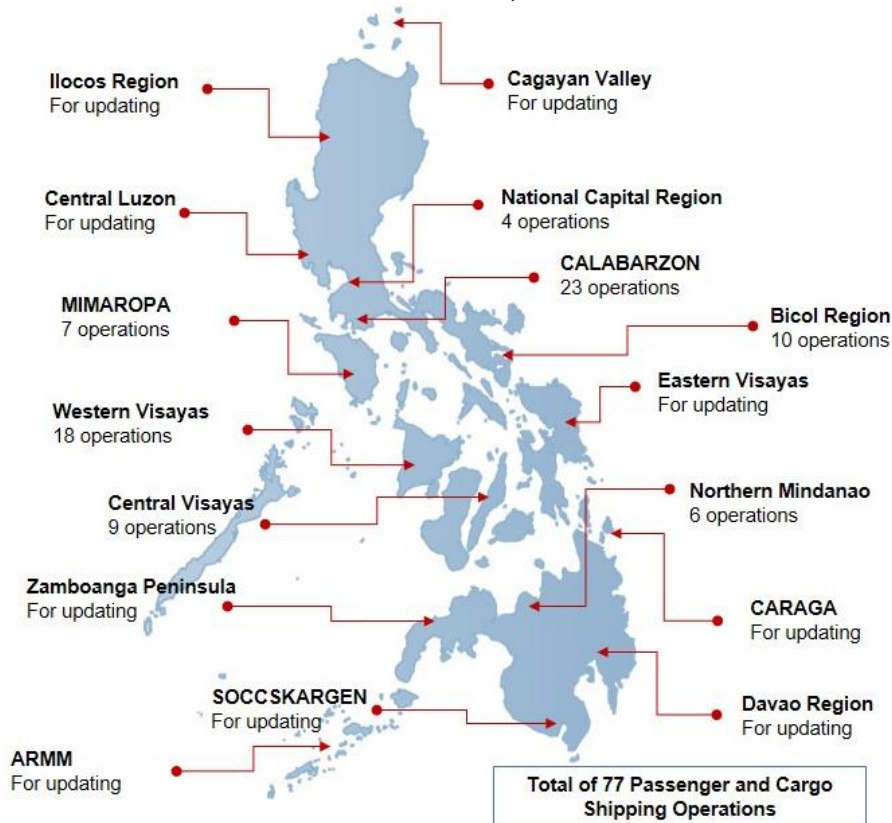 Ilocos Region
For updating
Cagayan Valley
For updating
Central Luzon
For updating
National Capital Region
4 operations
CALABARZON
23 operations
MIMAROPA
7 operations
Bicol Region
10 operations
Eastern Visayas
For updating
Western Visayas
18 operations
Central Visayas
9 operations
Northern Mindanao
6 operations
Zamboanga Peninsula
For updating
CARAGA
For updating
SOCCSKARGEN
For updating
Davao Region
For updating
ARMM
For updating
Total of 77 Passenger and Cargo
Shipping Operations